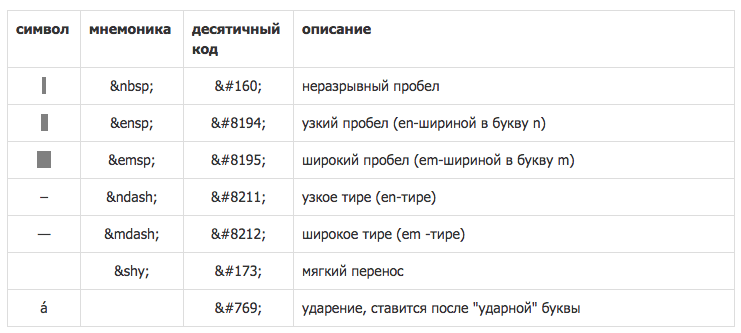 символ мнемоника десятичный код описание
&nbsp; &#160; неразрывный пробел
&ensp; &#8194; узкий пробел (en-шириной в букву n)
&emsp; &#8195; широкий пробел (em-шириной в букву m)
– &ndash; &#8211; узкое тире (en-тире)
— &mdash; &#8212; широкое тире (em -тире)
&shy; &#173; мягкий перенос
á &#769; ударение, ставится после "ударной" буквы